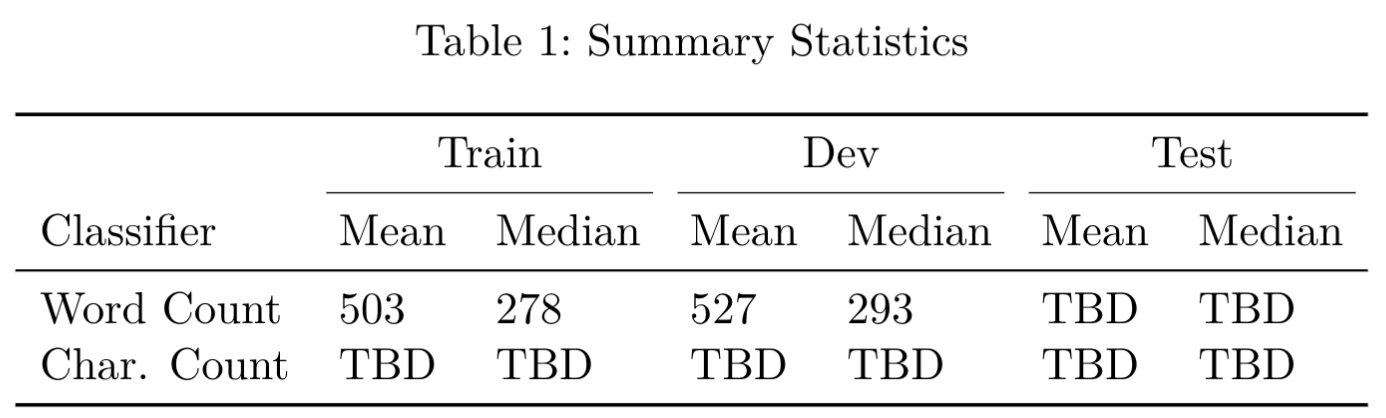 Table 1: Summary Statistics
Train Dev Test
Classifier Mean Median Mean Median Mean Median
Word Count 503 278 527 293 TBD TBD
Char. Count TBD TBD TBD TBD TBD TBD